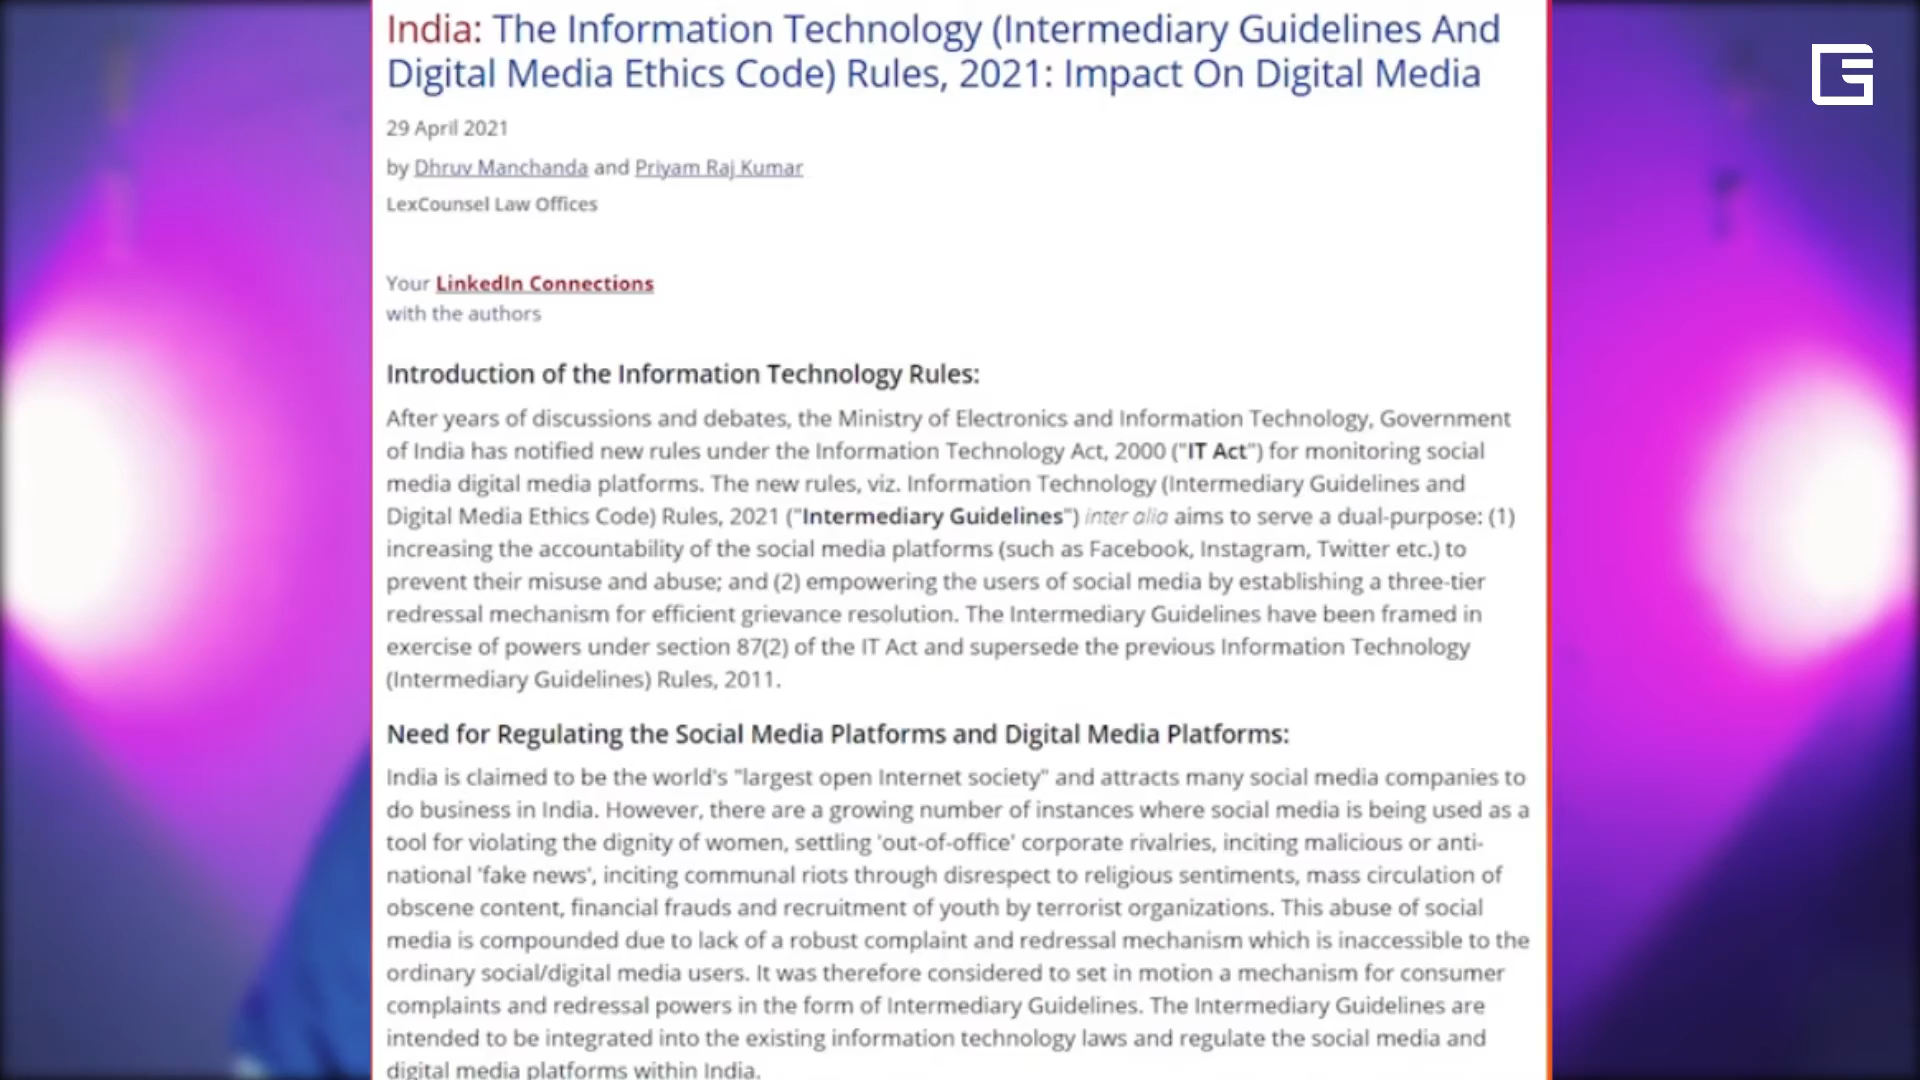 India: The Information Technology (Intermediary Guidelines And
Digital Media Ethics Code) Rules, 2021: Impact On Digital Media
29 April 2021
by Dhruv Manchanda and Priyam Raj Kumar
LexCounsel Law Offices
Your LinkedIn Connections
with the authors
Introduction of the Information Technology Rules:
After years of discussions and debates, the Ministry of Electronics and Information Technology, Government
of India has notified new rules under the Information Technology Act, 2000 ("IT Act") for monitoring social
media digital media platforms. The new rules, viz. Information Technology (Intermediary Guidelines and
Digital Media Ethics Code) Rules, 2021 ("Intermediary Guidelines") inter alia aims to serve a dual-purpose: (1)
increasing the accountability of the social media platforms (such as Facebook, Instagram, Twitter etc.) to
prevent their misuse and abuse; and (2) empowering the users of social media by establishing a three-tier
redressal mechanism for efficient grievance resolution. The Intermediary Guidelines have been framed in
exercise of powers under section 87(2) of the IT Act and supersede the previous Information Technology
(Intermediary Guidelines) Rules, 2011.
Need for Regulating the Social Media Platforms and Digital Media Platforms:
India is claimed to be the world's "largest open Internet society" and attracts many social media companies to
do business in India. However, there are a growing number of instances where social media is being used as a
tool for violating the dignity of women, settling 'out-of-office' corporate rivalries, inciting malicious or anti-
national 'fake news', inciting communal riots through disrespect to religious sentiments, mass circulation of
obscene content, financial frauds and recruitment of youth by terrorist organizations. This abuse of social
media is compounded due to lack of a robust complaint and redressal mechanism which is inaccessible to the
ordinary social/digital media users. It was therefore considered to set in motion a mechanism for consumer
complaints and redressal powers in the form of Intermediary Guidelines. The Intermediary Guidelines are
intended to be integrated into the existing information technology laws and regulate the social media and
digital media platforms within India.